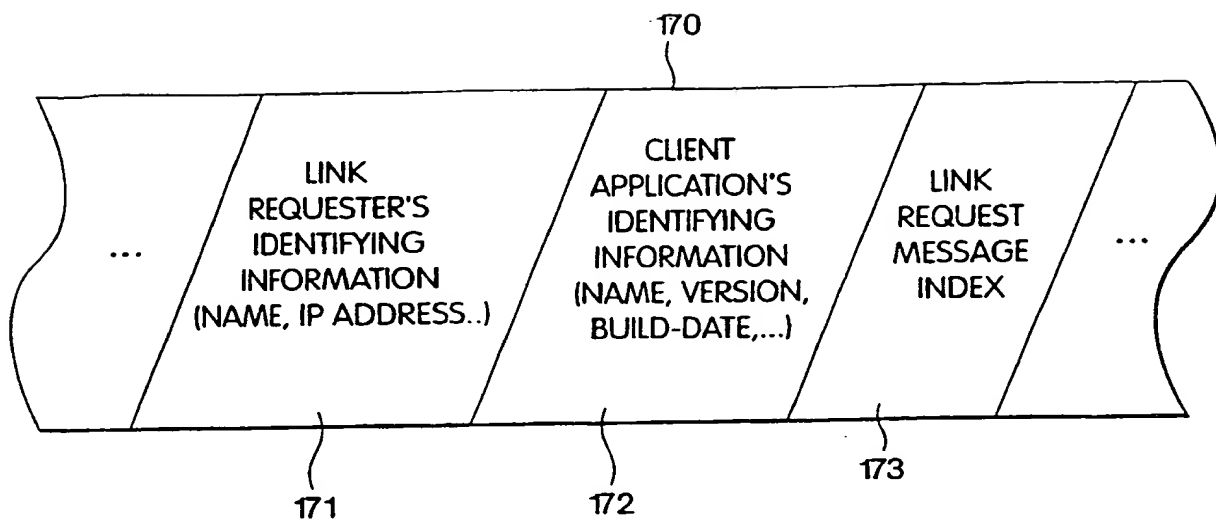 170
...
LINK
REQUESTER'S
IDENTIFYING
INFORMATION
(NAME, IP ADDRESS..)
CLIENT
APPLICATION'S
IDENTIFYING
INFORMATION
(NAME, VERSION,
BUILD-DATE,...)
LINK
REQUEST
MESSAGE
INDEX
...
171
172
173